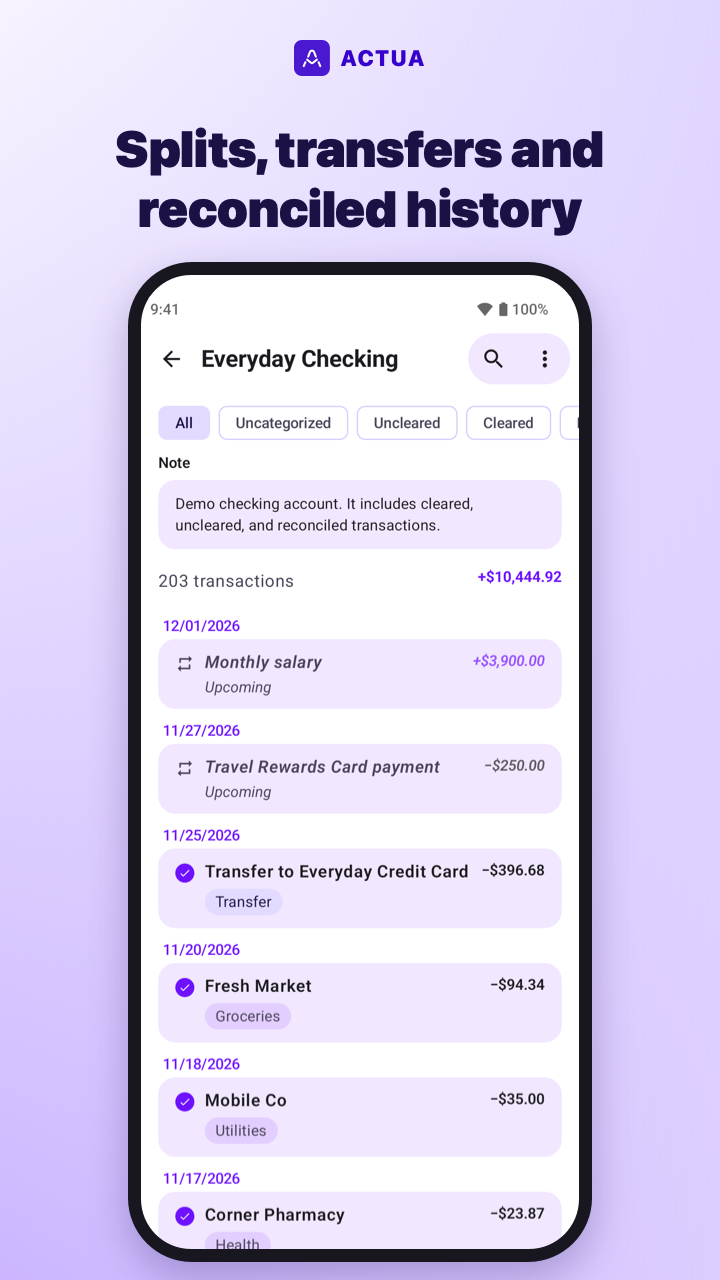 ACTUA
Splits, transfers and
reconciled history
9:41
100%
Everyday Checking
All
Uncategorized
Uncleared
Cleared
Note
Demo checking account. It includes cleared,
uncleared, and reconciled transactions.
203 transactions
+$10,444.92
12/01/2026
Monthly salary
+$3,900.00
Upcoming
11/27/2026
Travel Rewards Card payment
−$250.00
Upcoming
11/25/2026
Transfer to Everyday Credit Card
−$396.68
Transfer
11/20/2026
Fresh Market
−$94.34
Groceries
11/18/2026
Mobile Co
−$35.00
Utilities
11/17/2026
Corner Pharmacy
−$23.87
Health